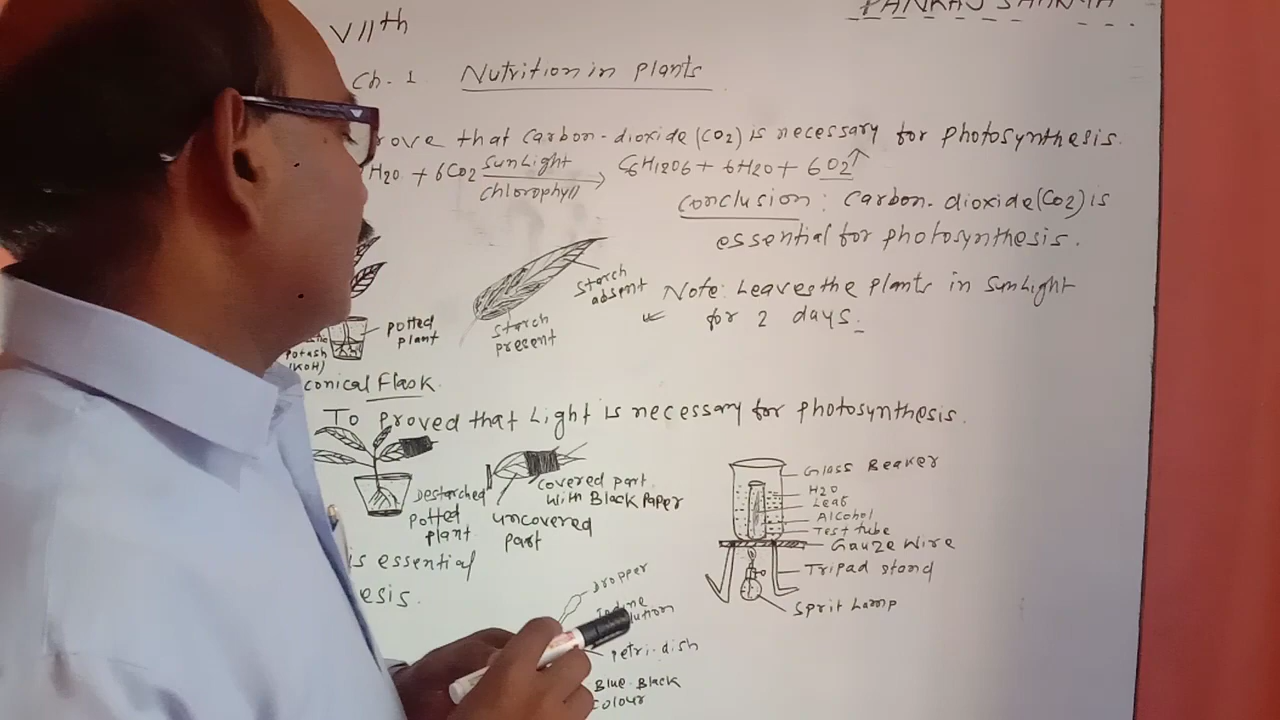 VIIth
Ch. 1 Nutrition in Plants
rove that Carbon-dioxide (CO2) is necessary for Photosynthesis.
H2O + 6CO2 SunLight chlorophyll → C6H12O6 + 6H2O + 6O2↑
Conclusion: Carbon-dioxide (CO2) is
essential for photosynthesis.
Starch
absent
Note: Leaves the Plants in SunLight
for 2 days.
Potted
plant
Starch
present
Potash
(KOH)
conical Flask.
To Proved that Light is necessary for Photosynthesis.
Destarched
Potted
Plant
covered part
With Black Paper
uncovered
Part
Glass Beaker
H2O
Leaf
Alcohol
Test tube
Gauze Wire
Tripad stand
Sprit Lamp
is essential
esis.
Dropper
Iodine
lution
Petri-dish
Blue-Black
Colour